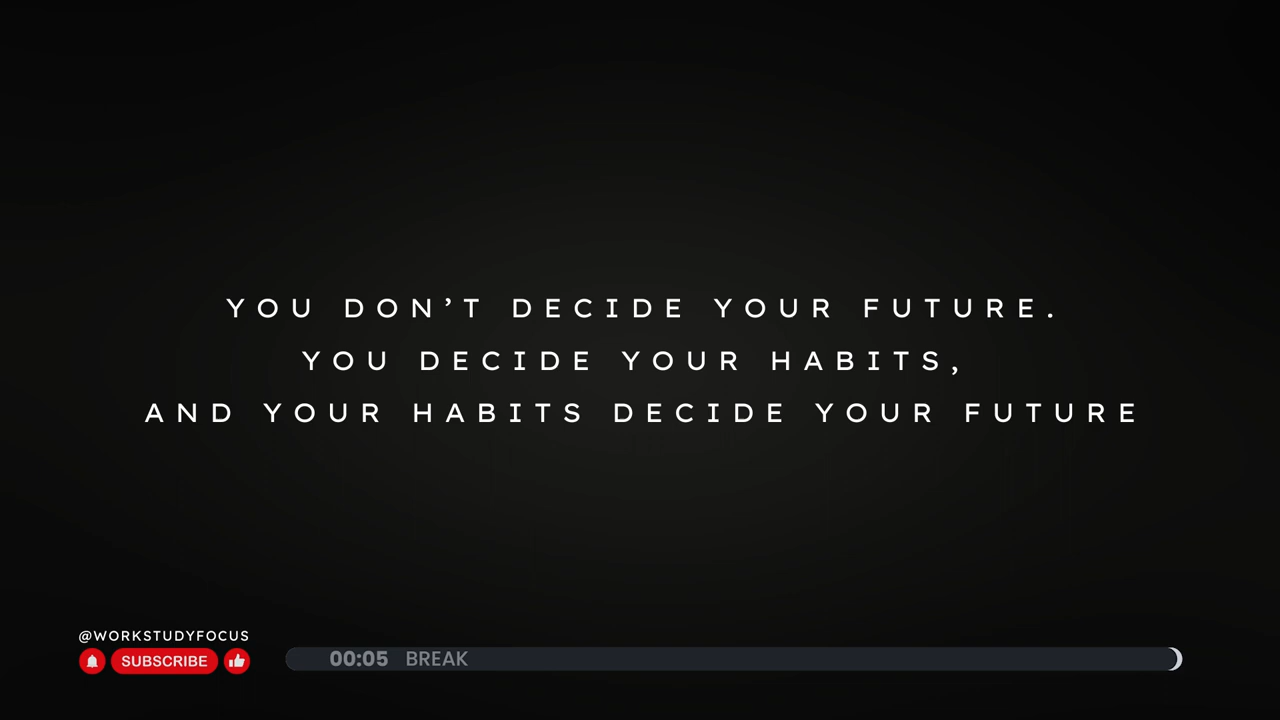 YOU DON’T DECIDE YOUR FUTURE.
YOU DECIDE YOUR HABITS,
AND YOUR HABITS DECIDE YOUR FUTURE
@WORKSTUDYFOCUS
SUBSCRIBE
00:05 BREAK